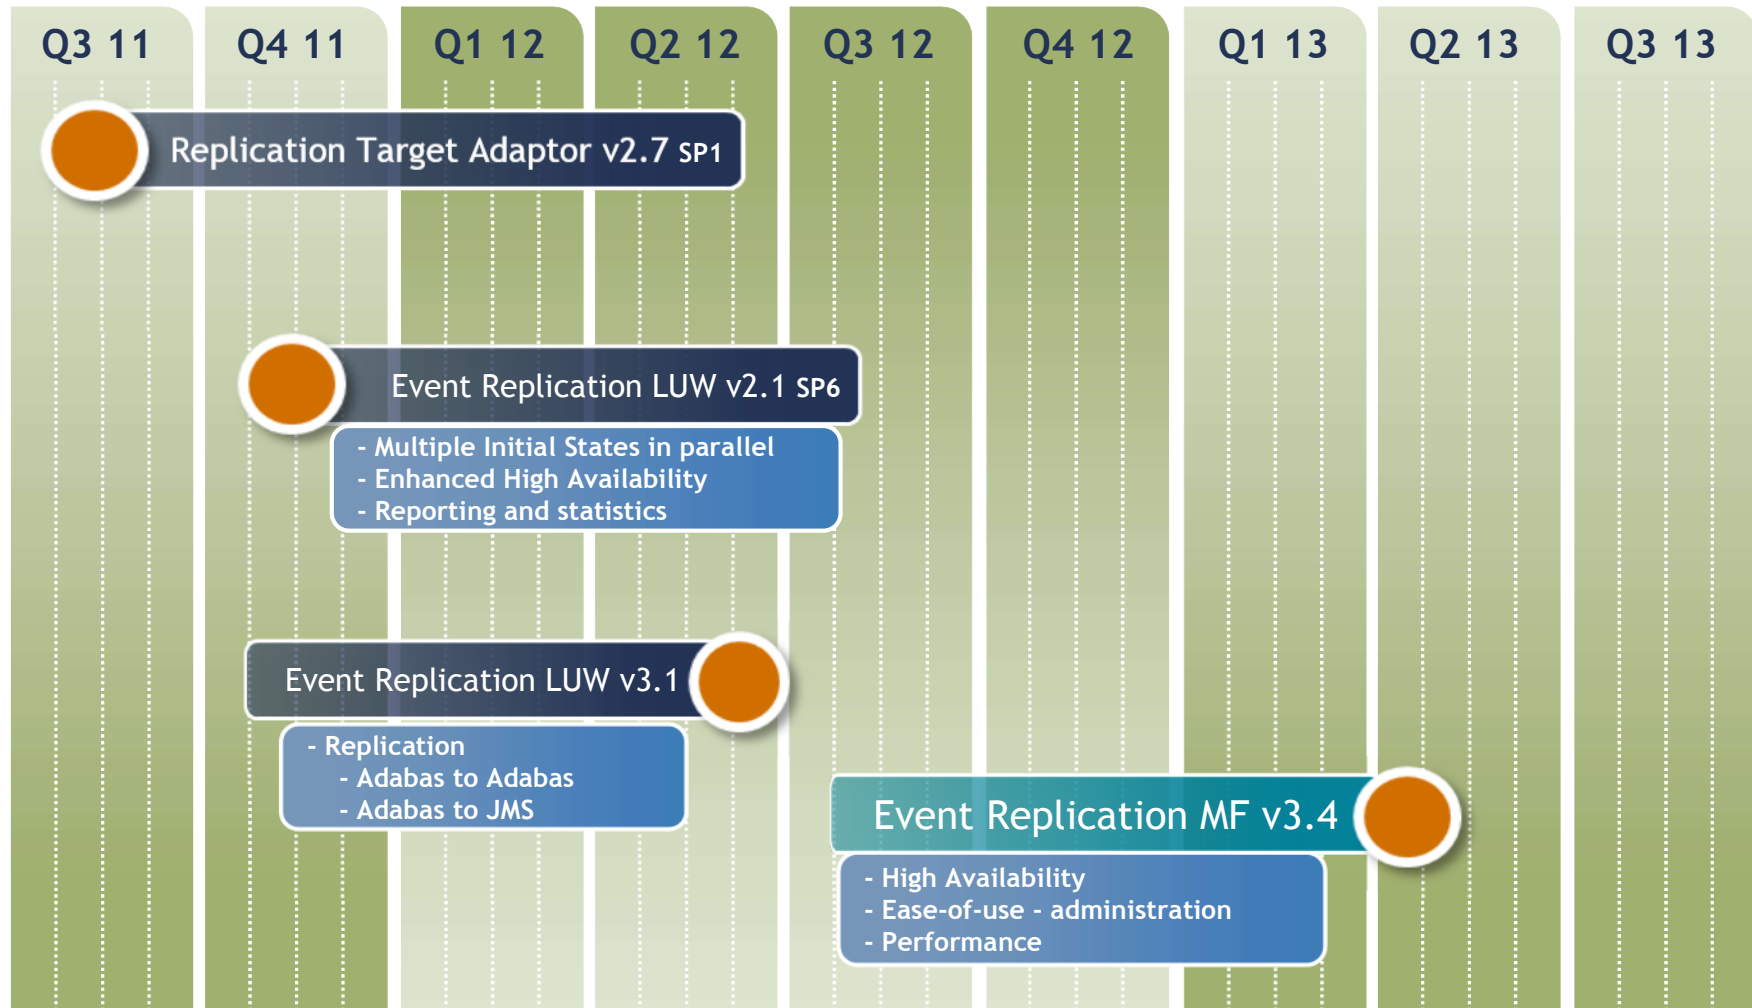 Q3 11 Q4 11 Q1 12 Q2 12 Q3 12 Q4 12 Q1 13 Q2 13 Q3 13
Replication Target Adaptor v2.7 SP1
Event Replication LUW v2.1 SP6
- Multiple Initial States in parallel
- Enhanced High Availability
- Reporting and statistics
Event Replication LUW v3.1
- Replication
- Adabas to Adabas
- Adabas to JMS
Event Replication MF v3.4
- High Availability
- Ease-of-use - administration
- Performance